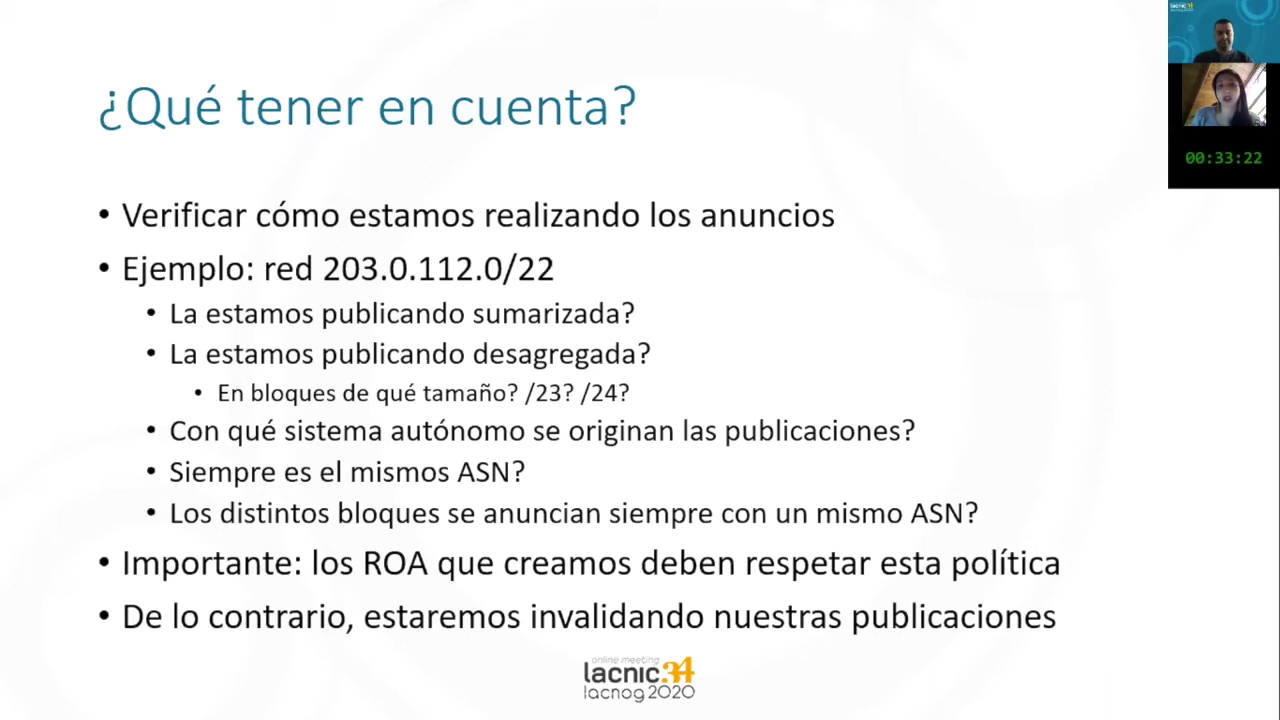 ¿Qué tener en cuenta?
• Verificar cómo estamos realizando los anuncios
• Ejemplo: red 203.0.112.0/22
• La estamos publicando sumarizada?
• La estamos publicando desagregada?
• En bloques de qué tamaño? /23? /24?
• Con qué sistema autónomo se originan las publicaciones?
• Siempre es el mismos ASN?
• Los distintos bloques se anuncian siempre con un mismo ASN?
• Importante: los ROA que creamos deben respetar esta política
• De lo contrario, estaremos invalidando nuestras publicaciones
online meeting
lacnic34
lacnog2020
lacnic34
00:33:22